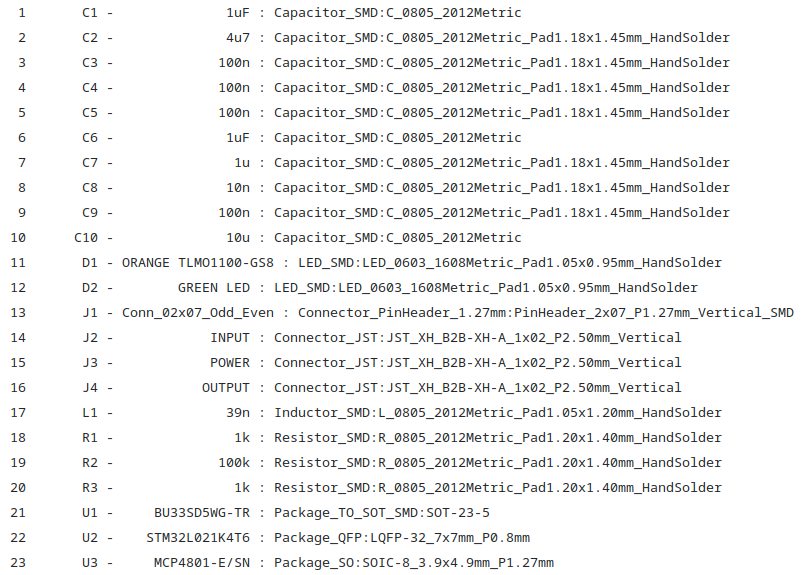 1 C1 - 1uF : Capacitor_SMD:C_0805_2012Metric
2 C2 - 4u7 : Capacitor_SMD:C_0805_2012Metric_Pad1.18x1.45mm_HandSolder
3 C3 - 100n : Capacitor_SMD:C_0805_2012Metric_Pad1.18x1.45mm_HandSolder
4 C4 - 100n : Capacitor_SMD:C_0805_2012Metric_Pad1.18x1.45mm_HandSolder
5 C5 - 100n : Capacitor_SMD:C_0805_2012Metric_Pad1.18x1.45mm_HandSolder
6 C6 - 1uF : Capacitor_SMD:C_0805_2012Metric
7 C7 - 1u : Capacitor_SMD:C_0805_2012Metric_Pad1.18x1.45mm_HandSolder
8 C8 - 10n : Capacitor_SMD:C_0805_2012Metric_Pad1.18x1.45mm_HandSolder
9 C9 - 100n : Capacitor_SMD:C_0805_2012Metric_Pad1.18x1.45mm_HandSolder
10 C10 - 10u : Capacitor_SMD:C_0805_2012Metric
11 D1 - ORANGE TLMO1100-GS8 : LED_SMD:LED_0603_1608Metric_Pad1.05x0.95mm_HandSolder
12 D2 - GREEN LED : LED_SMD:LED_0603_1608Metric_Pad1.05x0.95mm_HandSolder
13 J1 - Conn_02x07_Odd_Even : Connector_PinHeader_1.27mm:PinHeader_2x07_P1.27mm_Vertical_SMD
14 J2 - INPUT : Connector_JST:JST_XH_B2B-XH-A_1x02_P2.50mm_Vertical
15 J3 - POWER : Connector_JST:JST_XH_B2B-XH-A_1x02_P2.50mm_Vertical
16 J4 - OUTPUT : Connector_JST:JST_XH_B2B-XH-A_1x02_P2.50mm_Vertical
17 L1 - 39n : Inductor_SMD:L_0805_2012Metric_Pad1.05x1.20mm_HandSolder
18 R1 - 1k : Resistor_SMD:R_0805_2012Metric_Pad1.20x1.40mm_HandSolder
19 R2 - 100k : Resistor_SMD:R_0805_2012Metric_Pad1.20x1.40mm_HandSolder
20 R3 - 1k : Resistor_SMD:R_0805_2012Metric_Pad1.20x1.40mm_HandSolder
21 U1 - BU33SD5WG-TR : Package_TO_SOT_SMD:SOT-23-5
22 U2 - STM32L021K4T6 : Package_QFP:LQFP-32_7x7mm_P0.8mm
23 U3 - MCP4801-E/SN : Package_SO:SOIC-8_3.9x4.9mm_P1.27mm